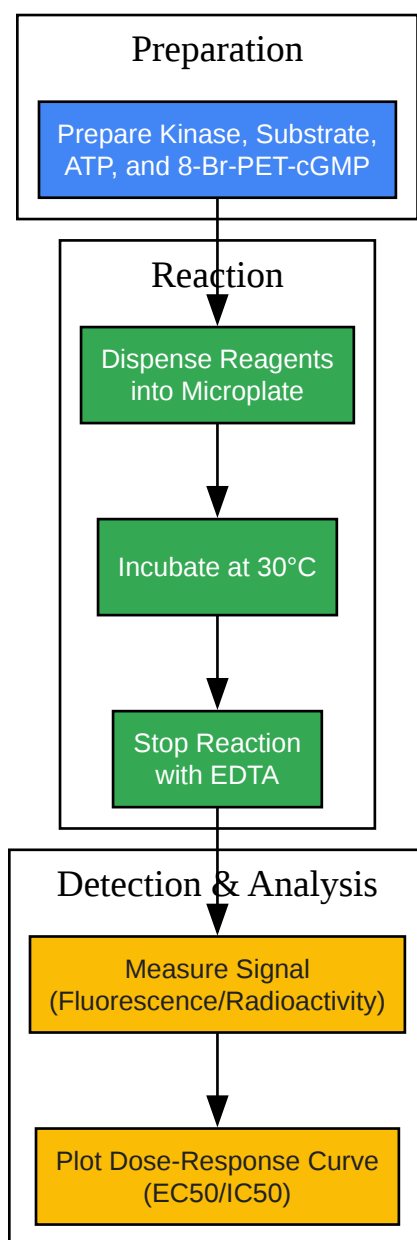 Preparation
Prepare Kinase, Substrate,
ATP, and 8-Br-PET-cGMP
Reaction
Dispense Reagents
into Microplate
Incubate at 30°C
Stop Reaction
with EDTA
Detection & Analysis
Measure Signal
(Fluorescence/Radioactivity)
Plot Dose-Response Curve
(EC50/IC50)